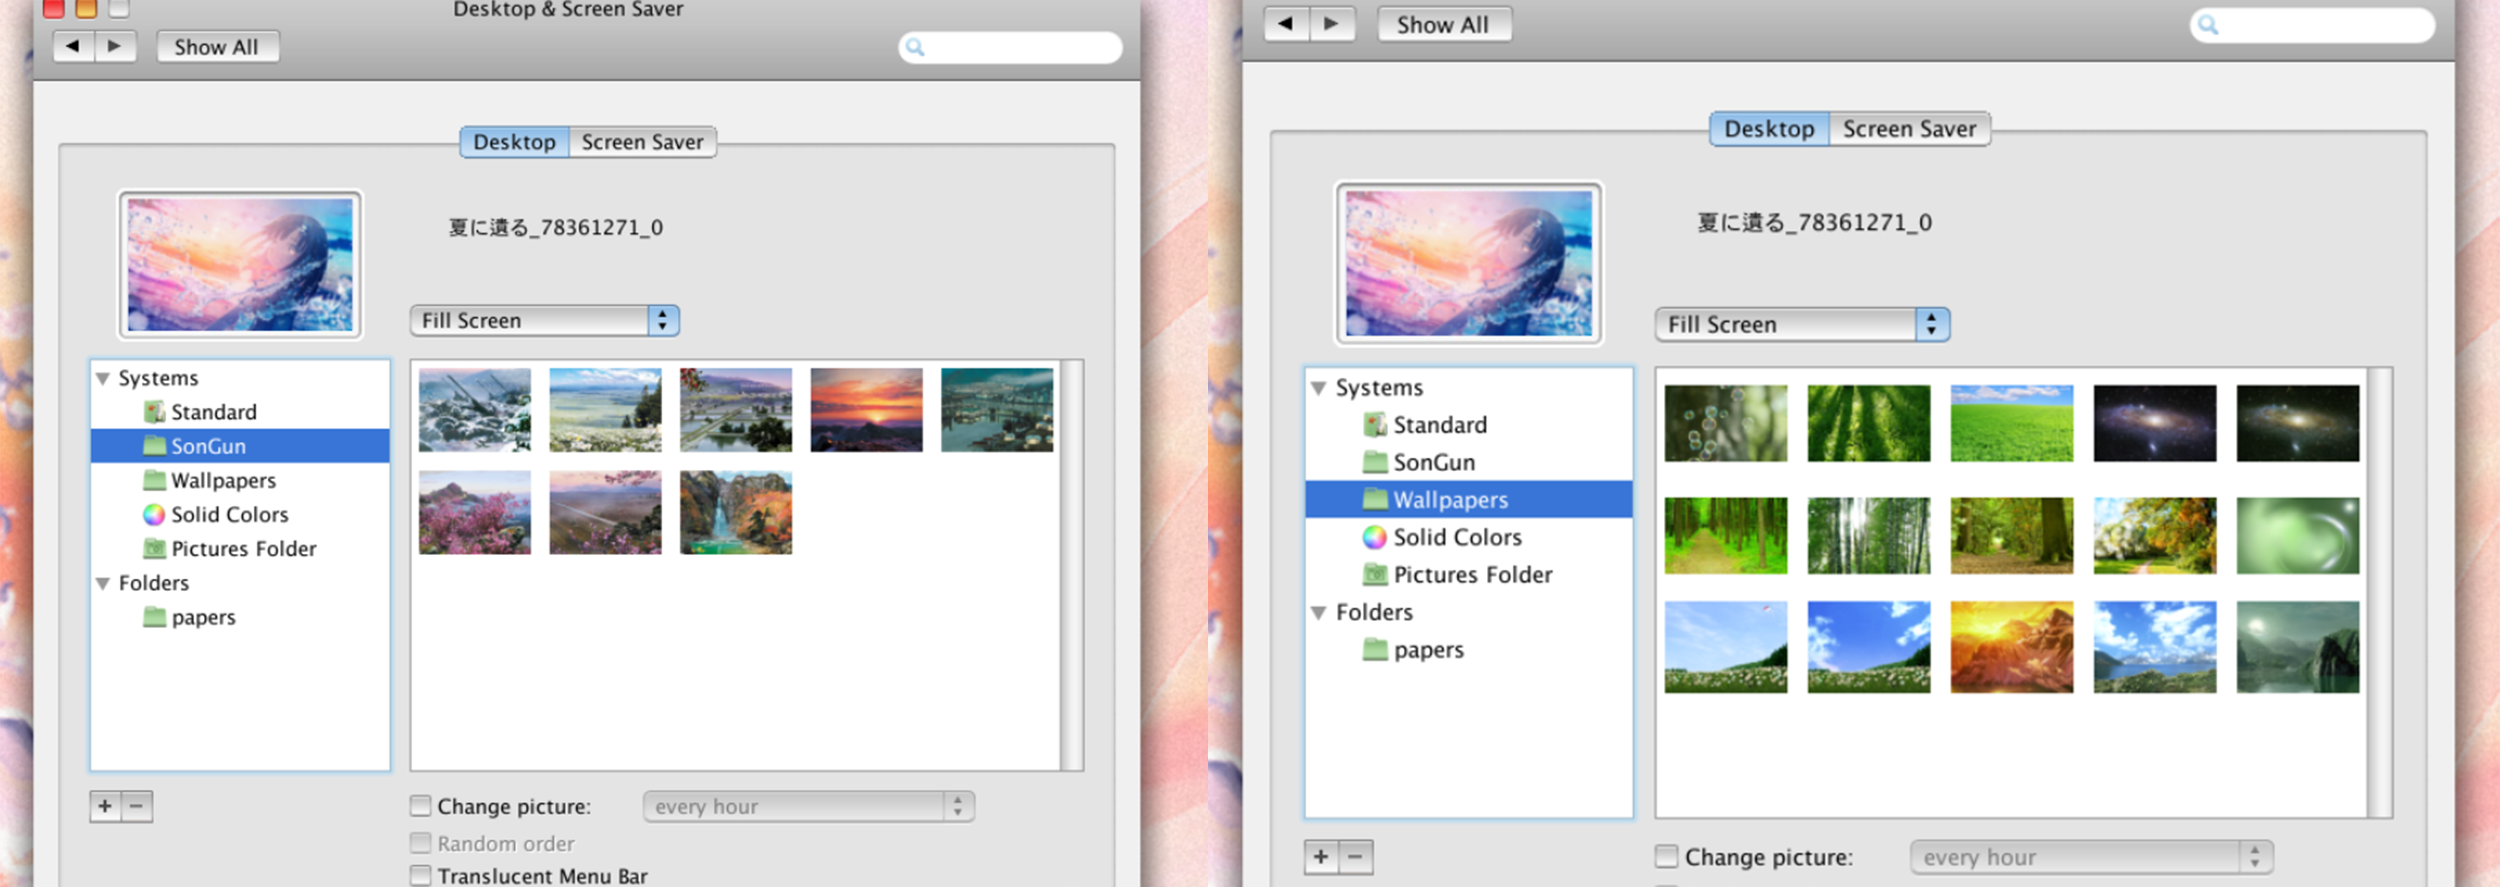 Desktop & Screen Saver
Show All
Desktop
Screen Saver
夏に遺る_78361271_0
Fill Screen
Systems
Standard
SonGun
Wallpapers
Solid Colors
Pictures Folder
Folders
papers
+ −
Change picture:
every hour
Random order
Translucent Menu Bar
Show All
Desktop
Screen Saver
夏に遺る_78361271_0
Fill Screen
Systems
Standard
SonGun
Wallpapers
Solid Colors
Pictures Folder
Folders
papers
+ −
Change picture:
every hour